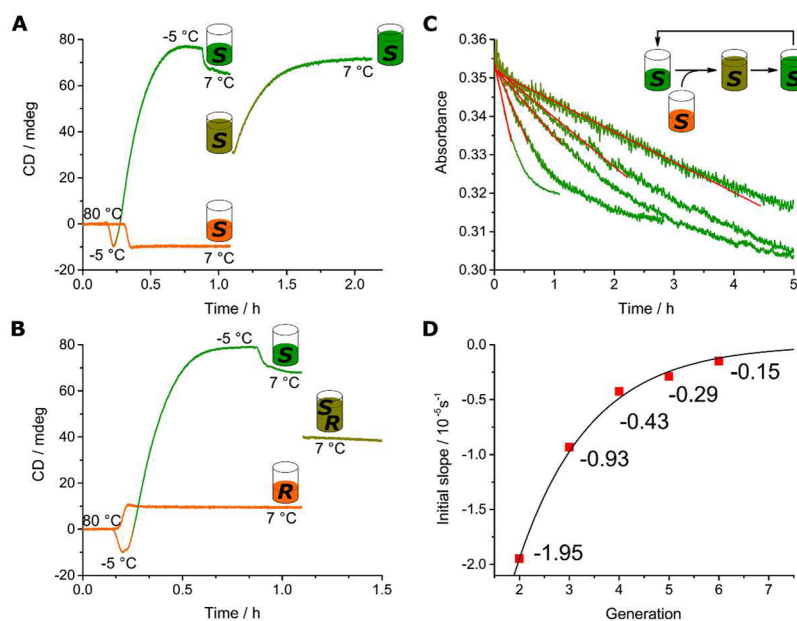 A
80
60
40
20
0
-20
CD / mdeg
80 °C
-5 °C
-5 °C
S
7 °C
S
S
7 °C
7 °C
S
0.0
0.5
1.0
1.5
2.0
Time / h
B
80
60
40
20
0
-20
CD / mdeg
80 °C
-5 °C
-5 °C
S
7 °C
S
R
7 °C
R
7 °C
0.0
0.5
1.0
1.5
Time / h
C
0.36
0.35
0.34
0.33
0.32
0.31
0.30
Absorbance
S
S
S
S
0
1
2
3
4
5
Time / h
D
0.0
-0.5
-1.0
-1.5
-2.0
Initial slope / 10⁻⁵s⁻¹
-1.95
-0.93
-0.43
-0.29
-0.15
2
3
4
5
6
7
Generation